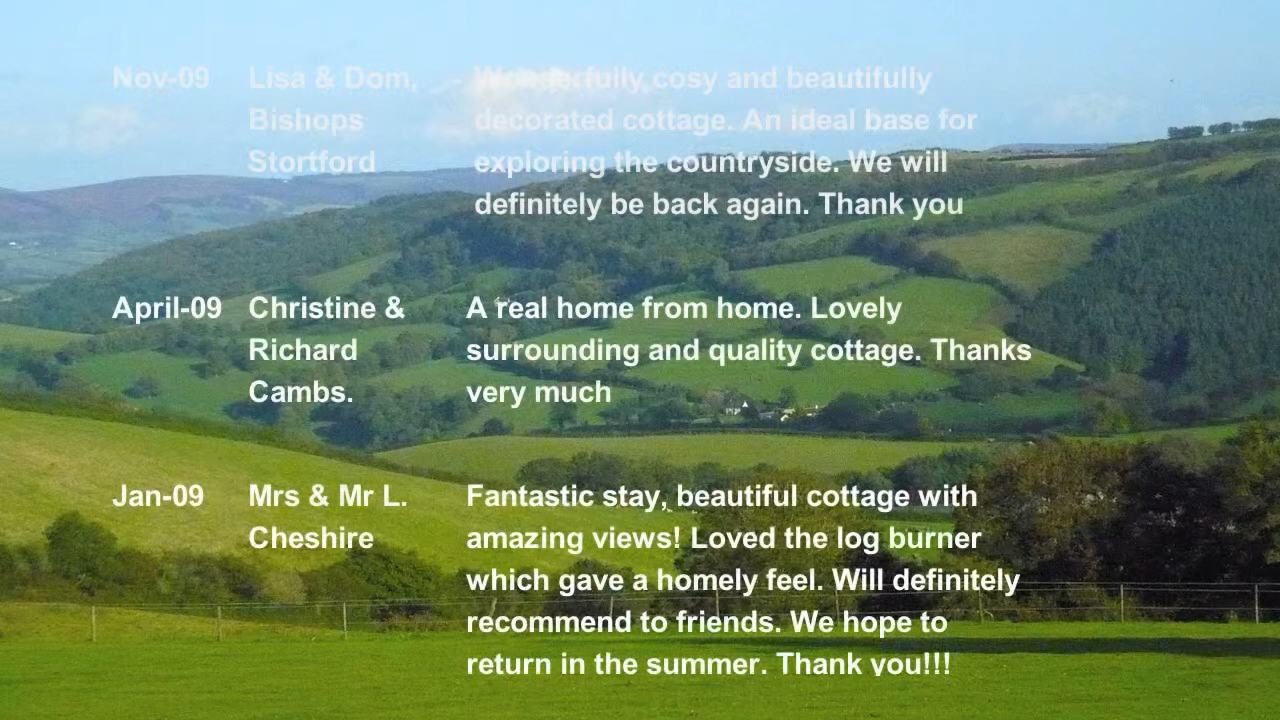 Nov-09 Lisa & Dom, Wonderfully cosy and beautifully
Bishops decorated cottage. An ideal base for
Stortford exploring the countryside. We will
definitely be back again. Thank you
April-09 Christine & A real home from home. Lovely
Richard surrounding and quality cottage. Thanks
Cambs. very much
Jan-09 Mrs & Mr L. Fantastic stay, beautiful cottage with
Cheshire amazing views! Loved the log burner
which gave a homely feel. Will definitely
recommend to friends. We hope to
return in the summer. Thank you!!!